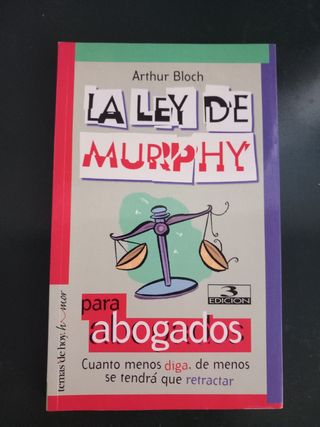 Arthur Bloch
LA LEY DE
MURPHY
3
EDICION
para
abogados
Cuanto menos diga, de menos
se tendrá que retractar
temas de hoy. humor